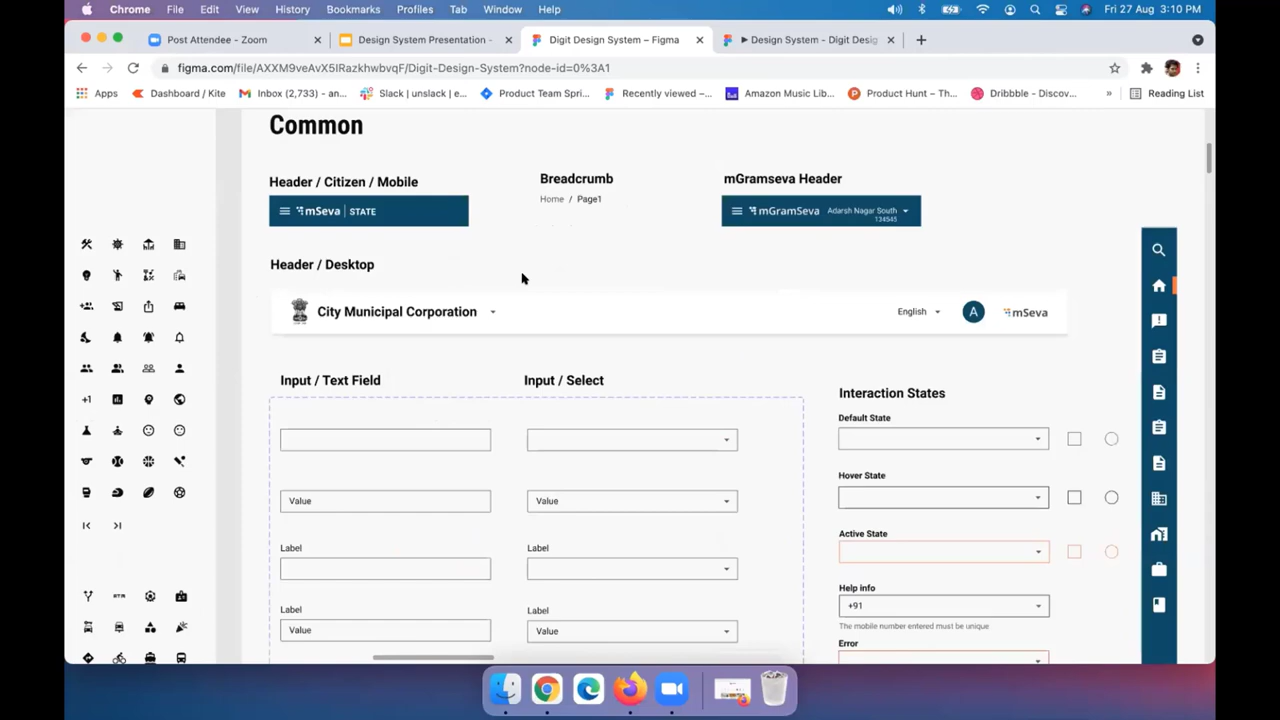 Chrome File Edit View History Bookmarks Profiles Tab Window Help Fri 27 Aug 3:10 PM
Post Attendee - Zoom Design System Presentation - Digit Design System – Figma Design System - Digit Desig
figma.com/file/AXXM9veAvX5IRazkhwbvqF/Digit-Design-System?node-id=0%3A1
Apps Dashboard / Kite Inbox (2,733) – an... Slack | unslack | e... Product Team Spri... Recently viewed –... Amazon Music Lib... Product Hunt – Th... Dribbble - Discov... » Reading List
Common
Header / Citizen / Mobile Breadcrumb mGramseva Header
mSeva | STATE Home / Page1 mGramSeva Adarsh Nagar South
134545
Header / Desktop
City Municipal Corporation English A mSeva
Input / Text Field Input / Select Interaction States
Default State
Hover State
Value Value
Active State
Label Label
Help info
+91
Label Label
Value Value The mobile number entered must be unique
Error
+1